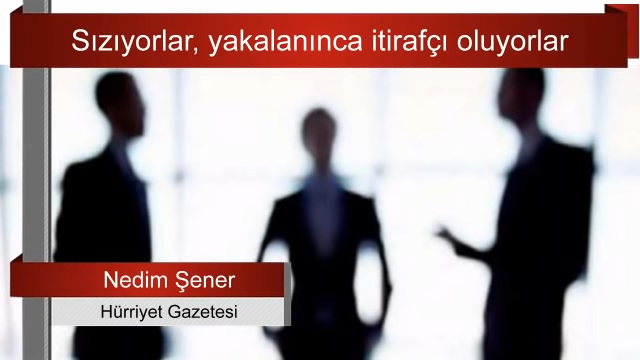 Sızıyorlar, yakalanınca itirafçı oluyorlar
Nedim Şener
Hürriyet Gazetesi